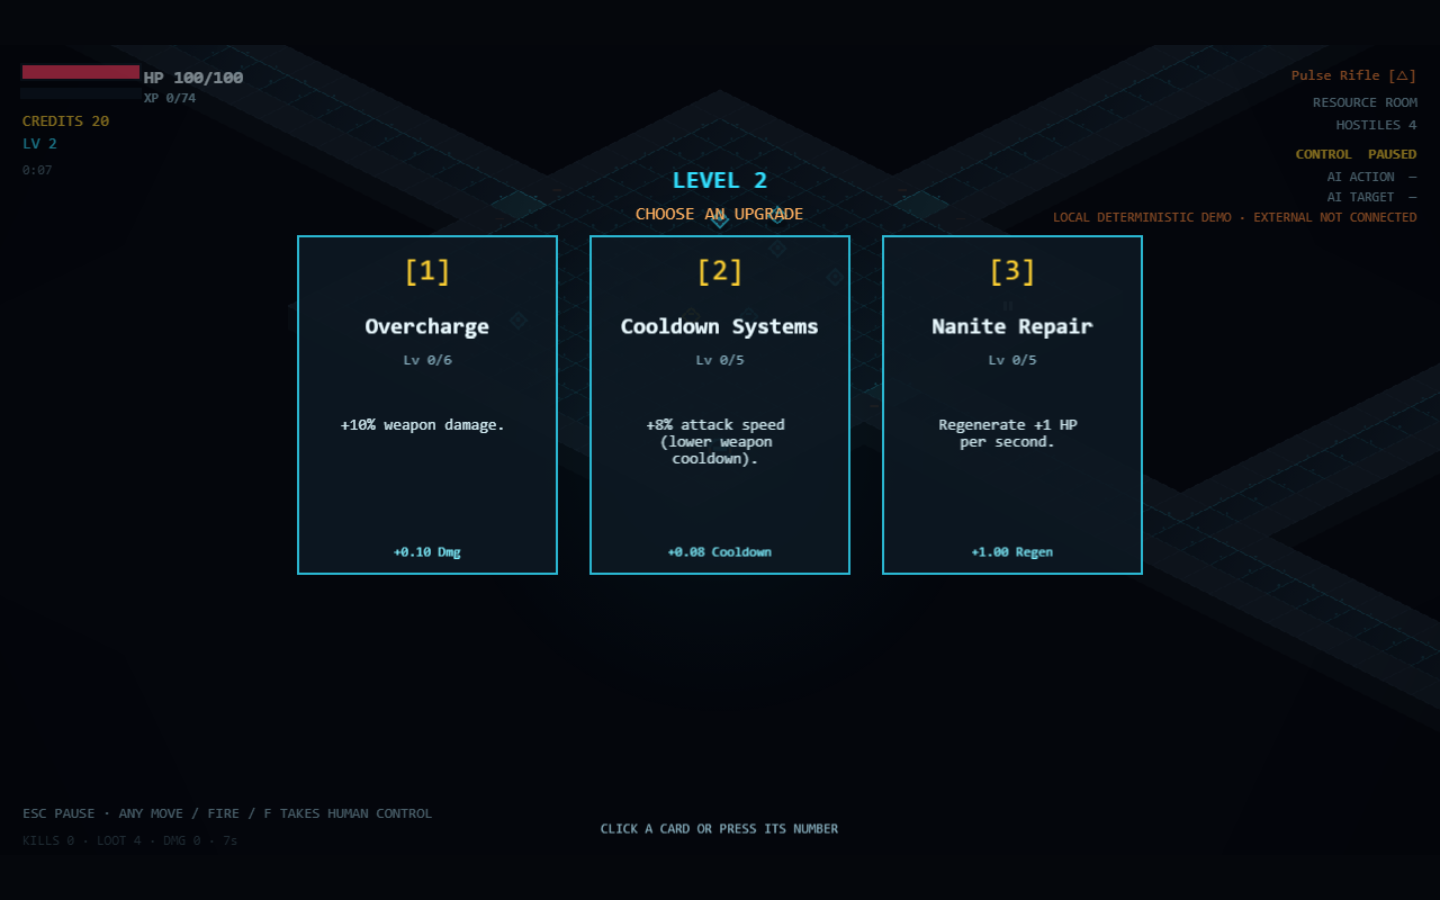 HP 100/100
XP 0/74
CREDITS 20
LV 2
0:07
Pulse Rifle [△]
RESOURCE ROOM
HOSTILES 4
CONTROL PAUSED
AI ACTION —
AI TARGET —
LOCAL DETERMINISTIC DEMO · EXTERNAL NOT CONNECTED
LEVEL 2
CHOOSE AN UPGRADE
[1]
Overcharge
Lv 0/6
+10% weapon damage.
+0.10 Dmg
[2]
Cooldown Systems
Lv 0/5
+8% attack speed
(lower weapon
cooldown).
+0.08 Cooldown
[3]
Nanite Repair
Lv 0/5
Regenerate +1 HP
per second.
+1.00 Regen
ESC PAUSE · ANY MOVE / FIRE / F TAKES HUMAN CONTROL
KILLS 0 · LOOT 4 · DMG 0 · 7s
CLICK A CARD OR PRESS ITS NUMBER